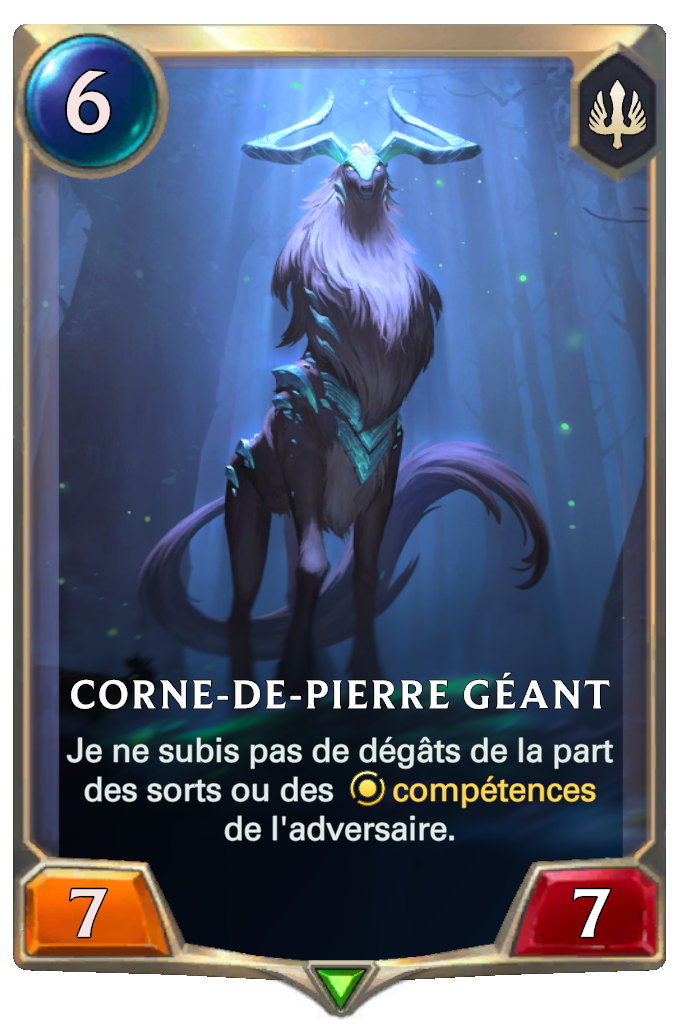 6
CORNE-DE-PIERRE GÉANT
Je ne subis pas de dégâts de la part
des sorts ou des compétences
de l'adversaire.
7 7